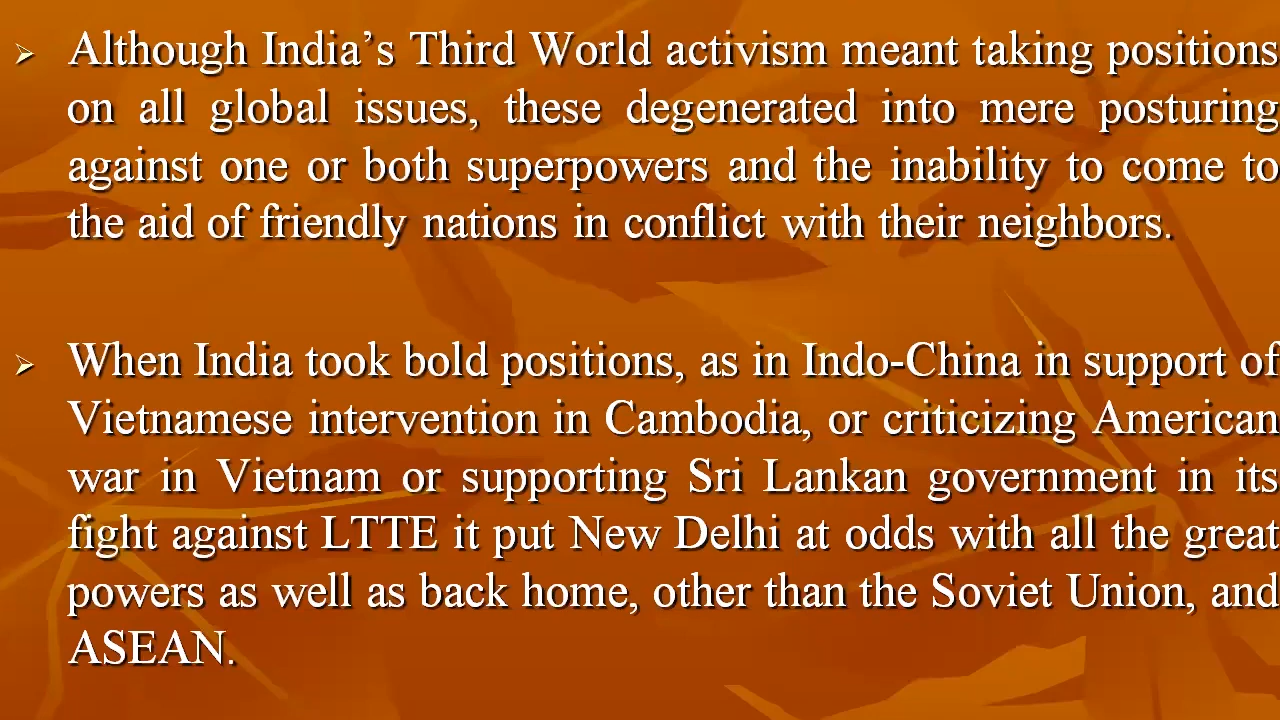 Although India’s Third World activism meant taking positions
on all global issues, these degenerated into mere posturing
against one or both superpowers and the inability to come to
the aid of friendly nations in conflict with their neighbors.
When India took bold positions, as in Indo-China in support of
Vietnamese intervention in Cambodia, or criticizing American
war in Vietnam or supporting Sri Lankan government in its
fight against LTTE it put New Delhi at odds with all the great
powers as well as back home, other than the Soviet Union, and
ASEAN.